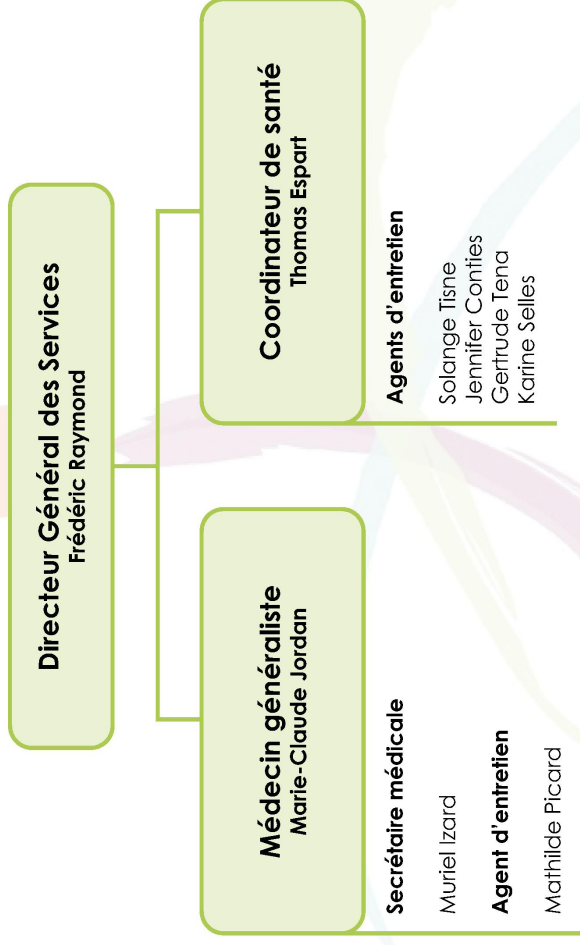 Directeur Général des Services
Frédéric Raymond
Médecin généraliste
Marie-Claude Jordan
Secrétaire médicale
Muriel Izard
Agent d'entretien
Mathilde Picard
Coordinateur de santé
Thomas Espart
Agents d'entretien
Solange Tisne
Jennifer Conties
Gertrude Tena
Karine Selles